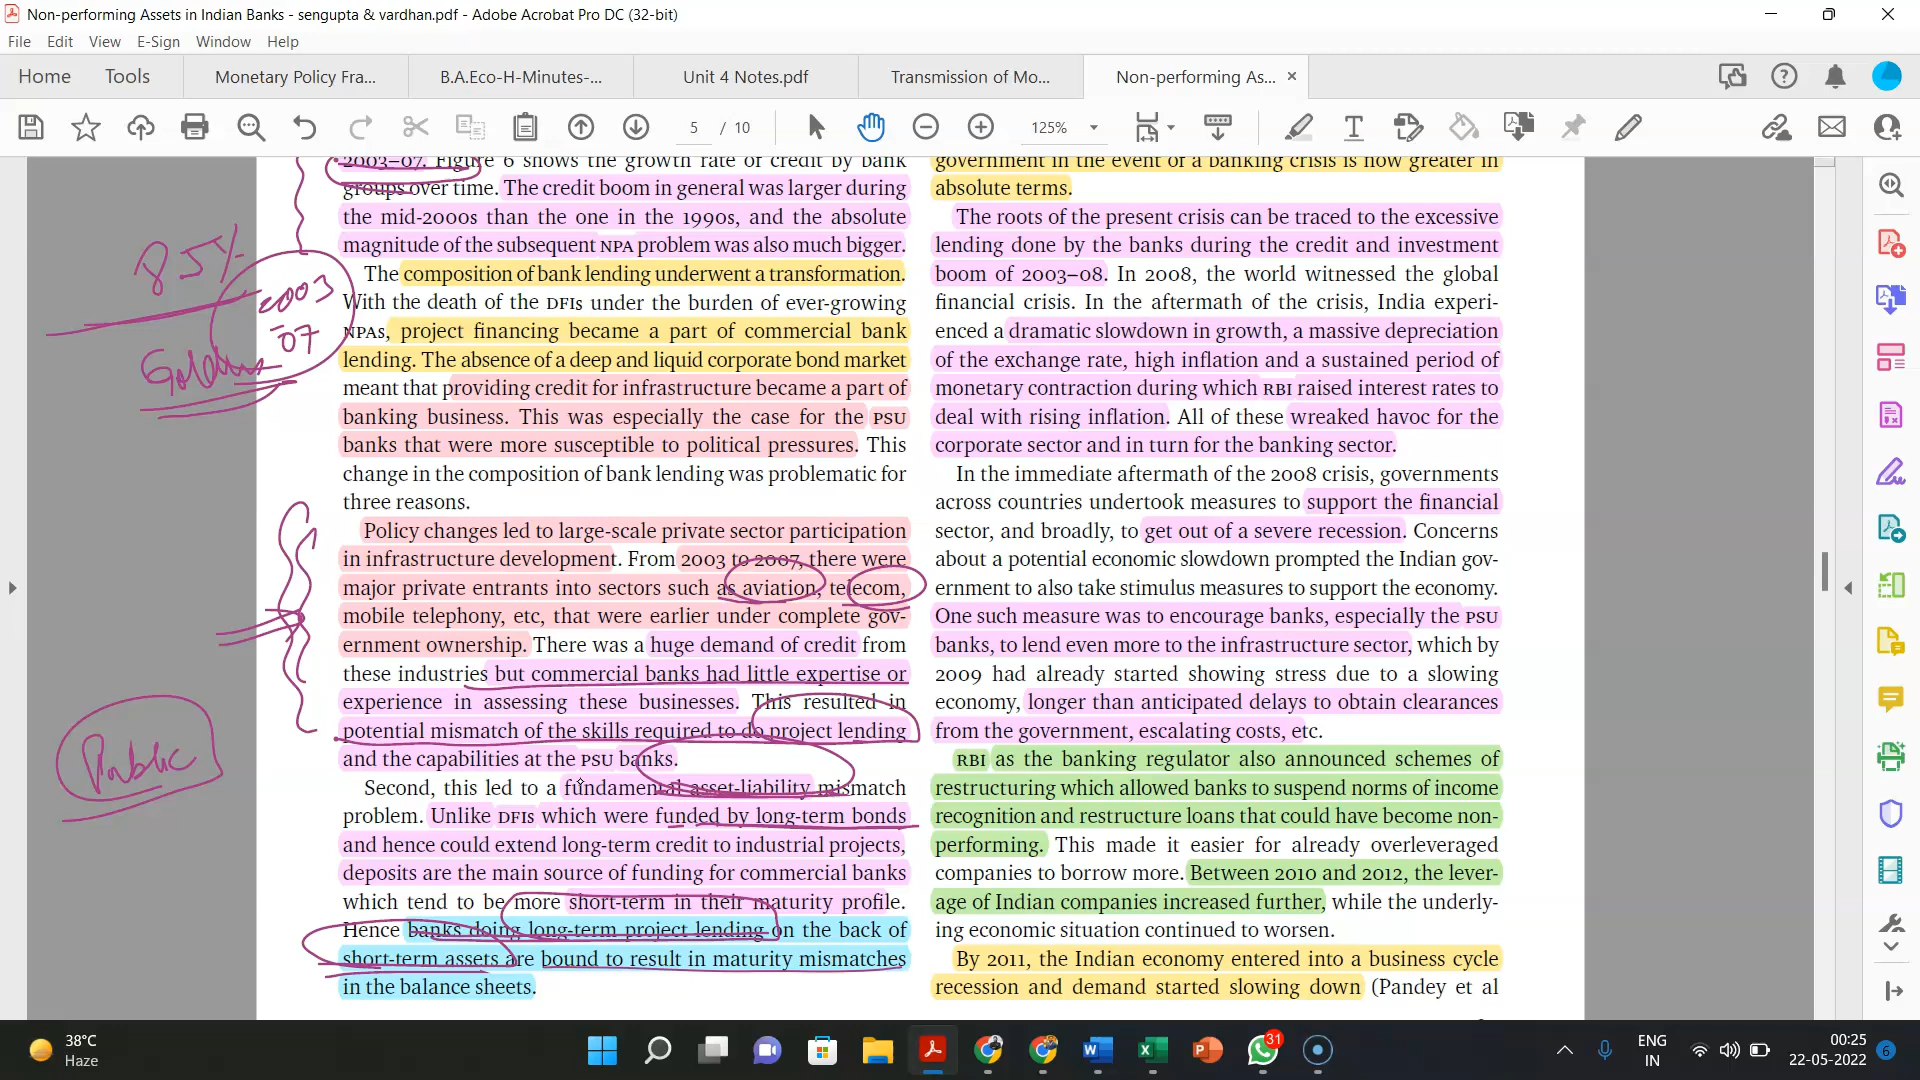 Non-performing Assets in Indian Banks - sengupta & vardhan.pdf - Adobe Acrobat Pro DC (32-bit)
File Edit View E-Sign Window Help
Home Tools Monetary Policy Fra... B.A.Eco-H-Minutes-... Unit 4 Notes.pdf Transmission of Mo... Non-performing As...
5 / 10 125%
2003–07. Figure 6 shows the growth rate of credit by bank
groups over time. The credit boom in general was larger during
the mid-2000s than the one in the 1990s, and the absolute
magnitude of the subsequent NPA problem was also much bigger.
The composition of bank lending underwent a transformation.
With the death of the DFIs under the burden of ever-growing
NPAs, project financing became a part of commercial bank
lending. The absence of a deep and liquid corporate bond market
meant that providing credit for infrastructure became a part of
banking business. This was especially the case for the PSU
banks that were more susceptible to political pressures. This
change in the composition of bank lending was problematic for
three reasons.
Policy changes led to large-scale private sector participation
in infrastructure development. From 2003 to 2007, there were
major private entrants into sectors such as aviation, telecom,
mobile telephony, etc, that were earlier under complete gov-
ernment ownership. There was a huge demand of credit from
these industries but commercial banks had little expertise or
experience in assessing these businesses. This resulted in
potential mismatch of the skills required to do project lending
and the capabilities at the PSU banks.
Second, this led to a fundamental asset-liability mismatch
problem. Unlike DFIs which were funded by long-term bonds
and hence could extend long-term credit to industrial projects,
deposits are the main source of funding for commercial banks
which tend to be more short-term in their maturity profile.
Hence banks doing long-term project lending on the back of
short-term assets are bound to result in maturity mismatches
in the balance sheets.
government in the event of a banking crisis is now greater in
absolute terms.
The roots of the present crisis can be traced to the excessive
lending done by the banks during the credit and investment
boom of 2003–08. In 2008, the world witnessed the global
financial crisis. In the aftermath of the crisis, India experi-
enced a dramatic slowdown in growth, a massive depreciation
of the exchange rate, high inflation and a sustained period of
monetary contraction during which RBI raised interest rates to
deal with rising inflation. All of these wreaked havoc for the
corporate sector and in turn for the banking sector.
In the immediate aftermath of the 2008 crisis, governments
across countries undertook measures to support the financial
sector, and broadly, to get out of a severe recession. Concerns
about a potential economic slowdown prompted the Indian gov-
ernment to also take stimulus measures to support the economy.
One such measure was to encourage banks, especially the PSU
banks, to lend even more to the infrastructure sector, which by
2009 had already started showing stress due to a slowing
economy, longer than anticipated delays to obtain clearances
from the government, escalating costs, etc.
RBI as the banking regulator also announced schemes of
restructuring which allowed banks to suspend norms of income
recognition and restructure loans that could have become non-
performing. This made it easier for already overleveraged
companies to borrow more. Between 2010 and 2012, the lever-
age of Indian companies increased further, while the underly-
ing economic situation continued to worsen.
By 2011, the Indian economy entered into a business cycle
recession and demand started slowing down (Pandey et al
85%
2003
-07
Public
38°C
Haze
31
ENG
IN
00:25
22-05-2022
6